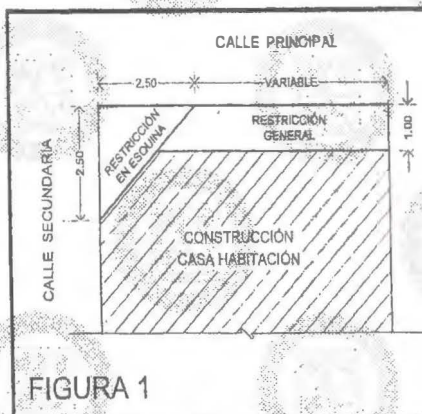 CALLE PRINCIPAL
2,50
VARIABLE
RESTRICCIÓN
GENERAL
1.00
RESTRICCIÓN
EN ESQUINA
2.50
CALLE SECUNDARIA
CONSTRUCCIÓN
CASA HABITACIÓN
FIGURA 1